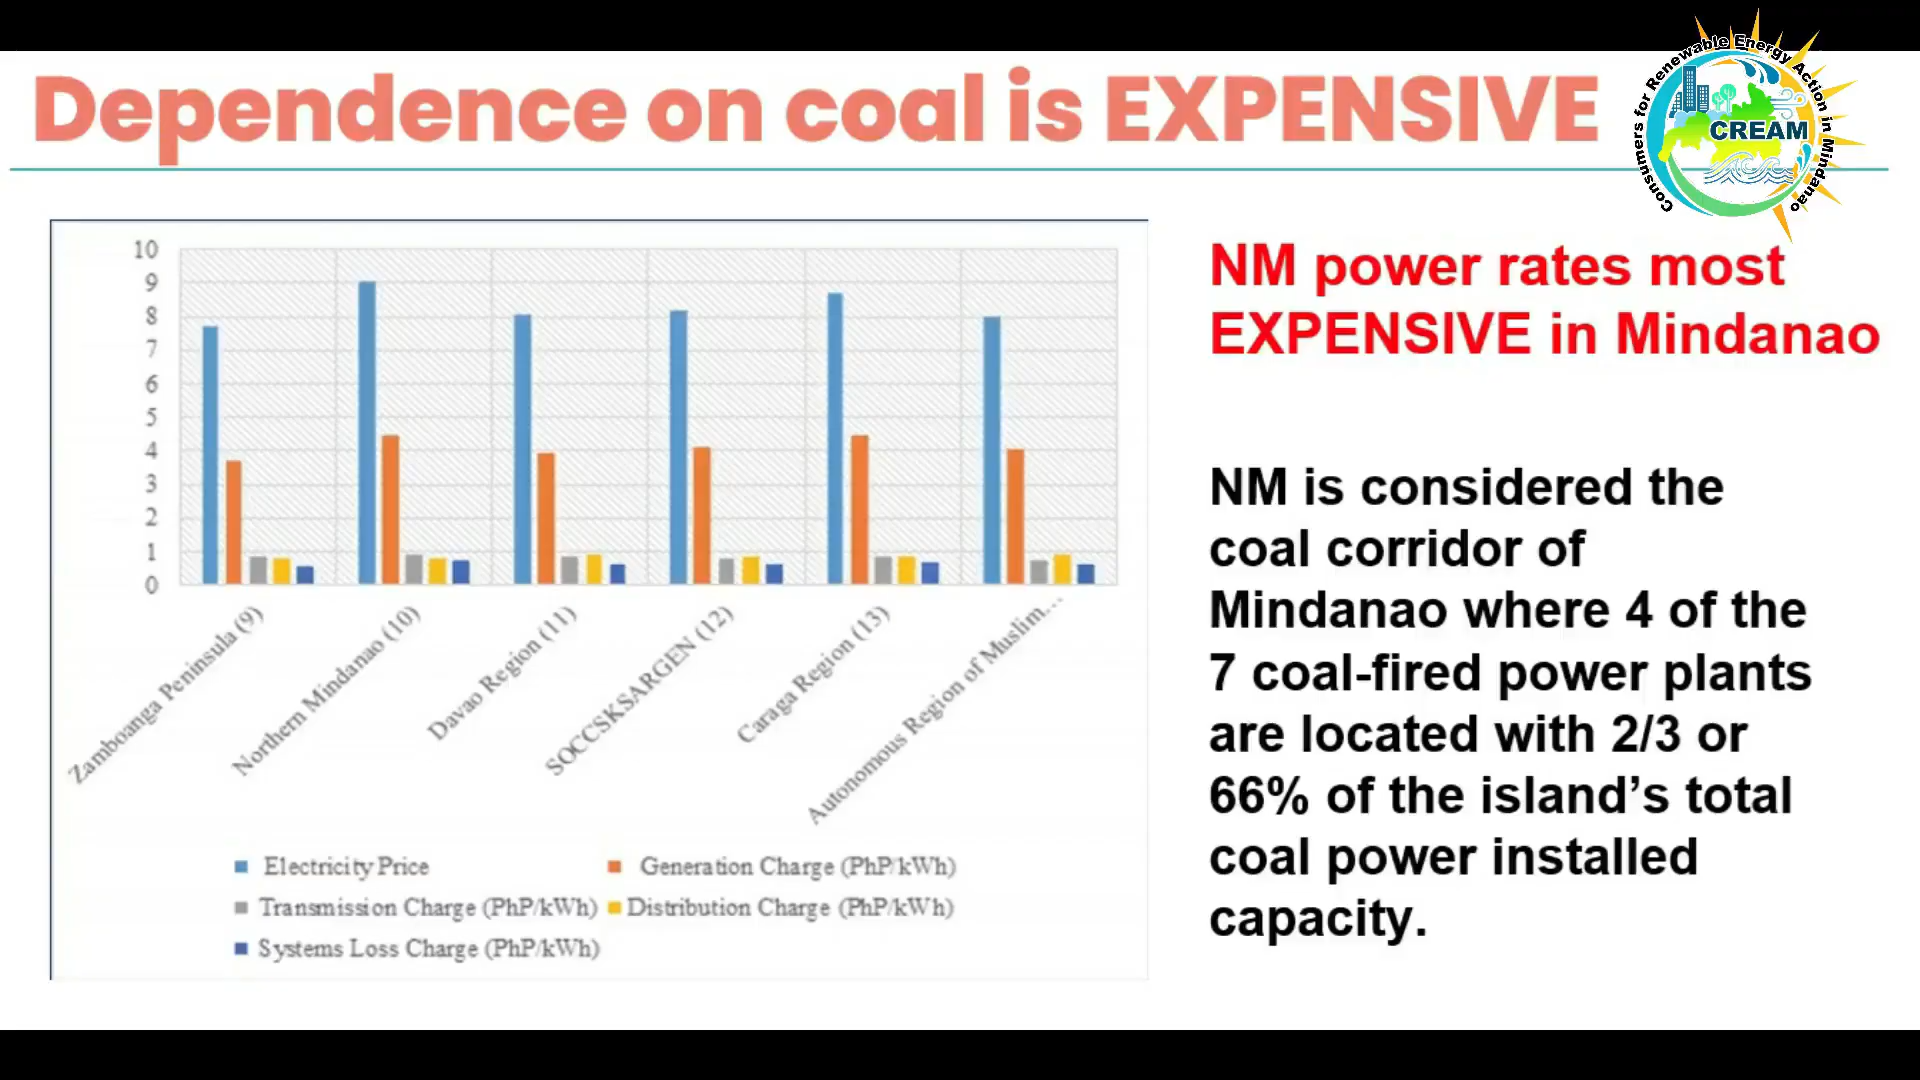 Dependence on coal is EXPENSIVE
Consumers for Renewable Energy Action in Mindanao
CREAM
10
9
8
7
6
5
4
3
2
1
0
Zamboanga Peninsula (9)
Northern Mindanao (10)
Davao Region (11)
SOCCSKSARGEN (12)
Caraga Region (13)
Autonomous Region of Muslim...
Electricity Price
Generation Charge (PhP/kWh)
Transmission Charge (PhP/kWh)
Distribution Charge (PhP/kWh)
Systems Loss Charge (PhP/kWh)
NM power rates most
EXPENSIVE in Mindanao
NM is considered the
coal corridor of
Mindanao where 4 of the
7 coal-fired power plants
are located with 2/3 or
66% of the island’s total
coal power installed
capacity.